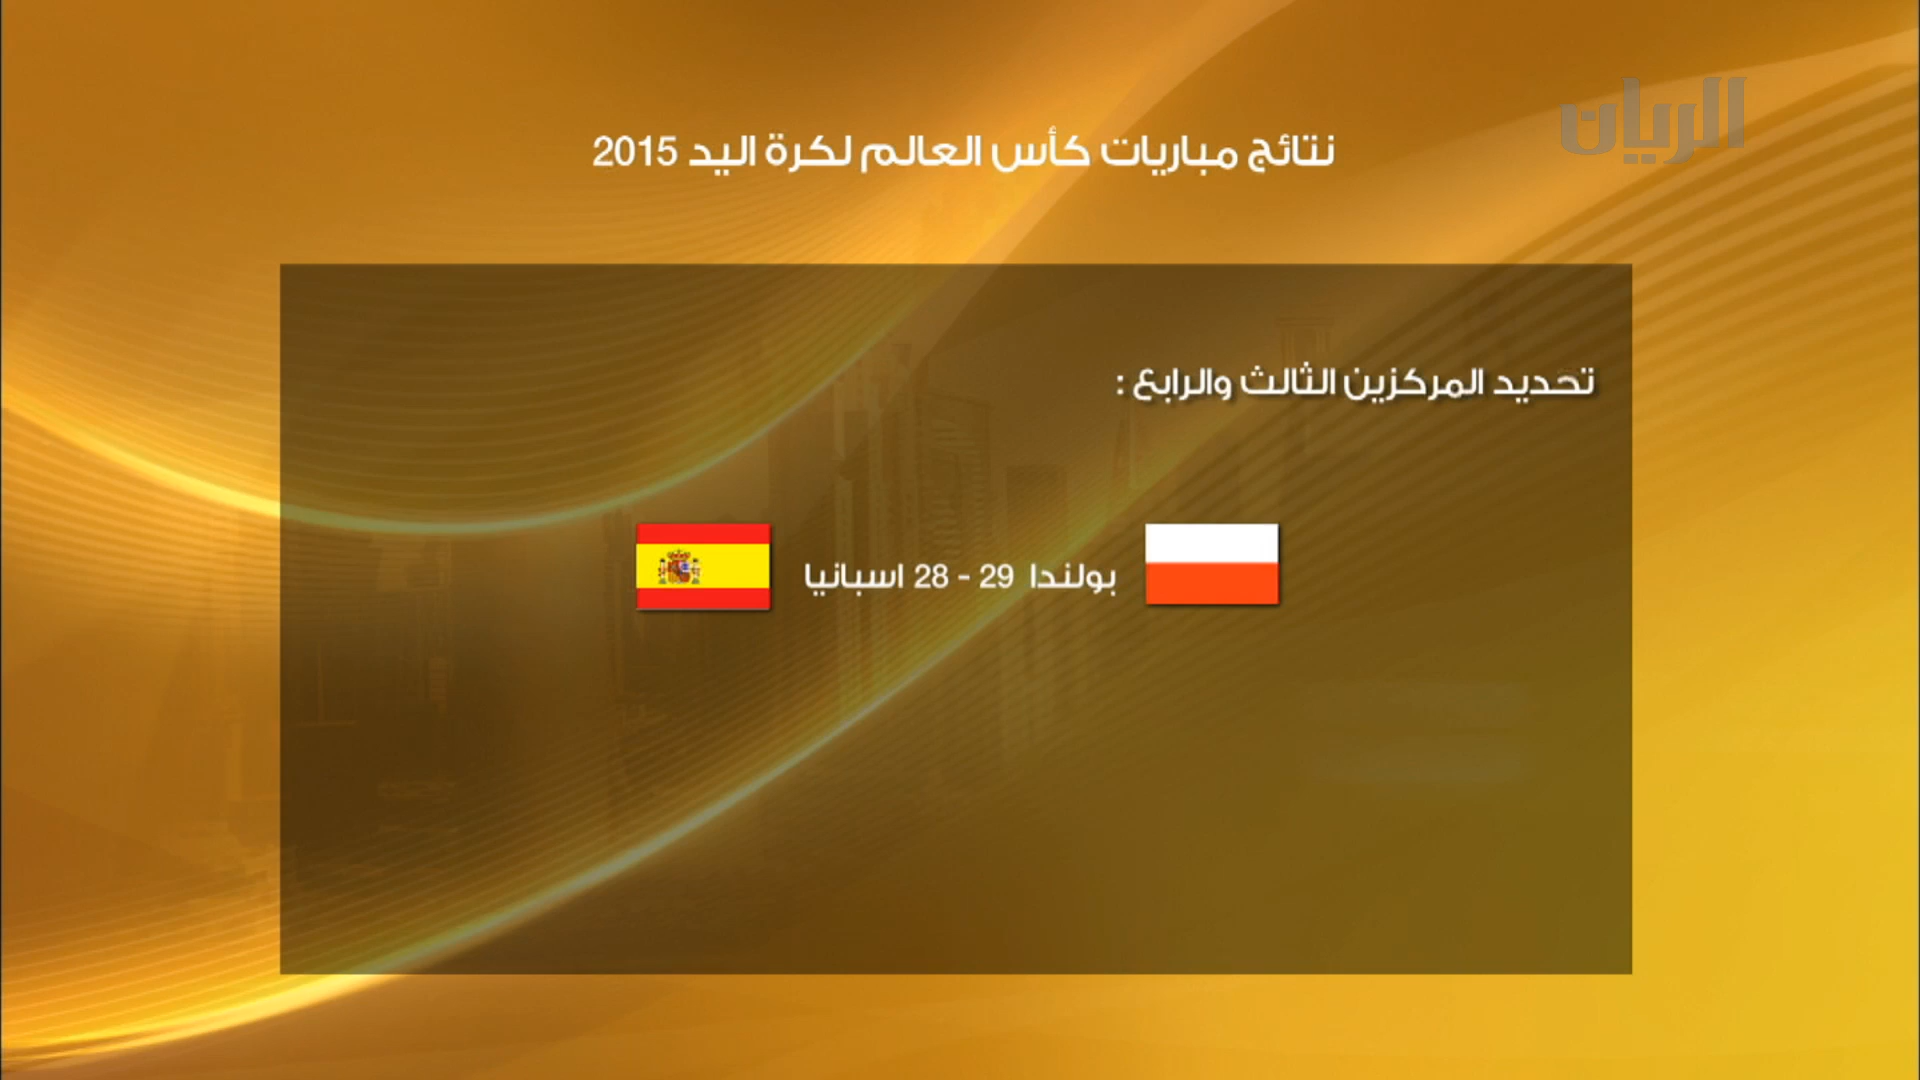 الريان
نتائج مباريات كأس العالم لكرة اليد 2015
تحديد المركزين الثالث والرابع :
بولندا 29 - 28 اسبانيا